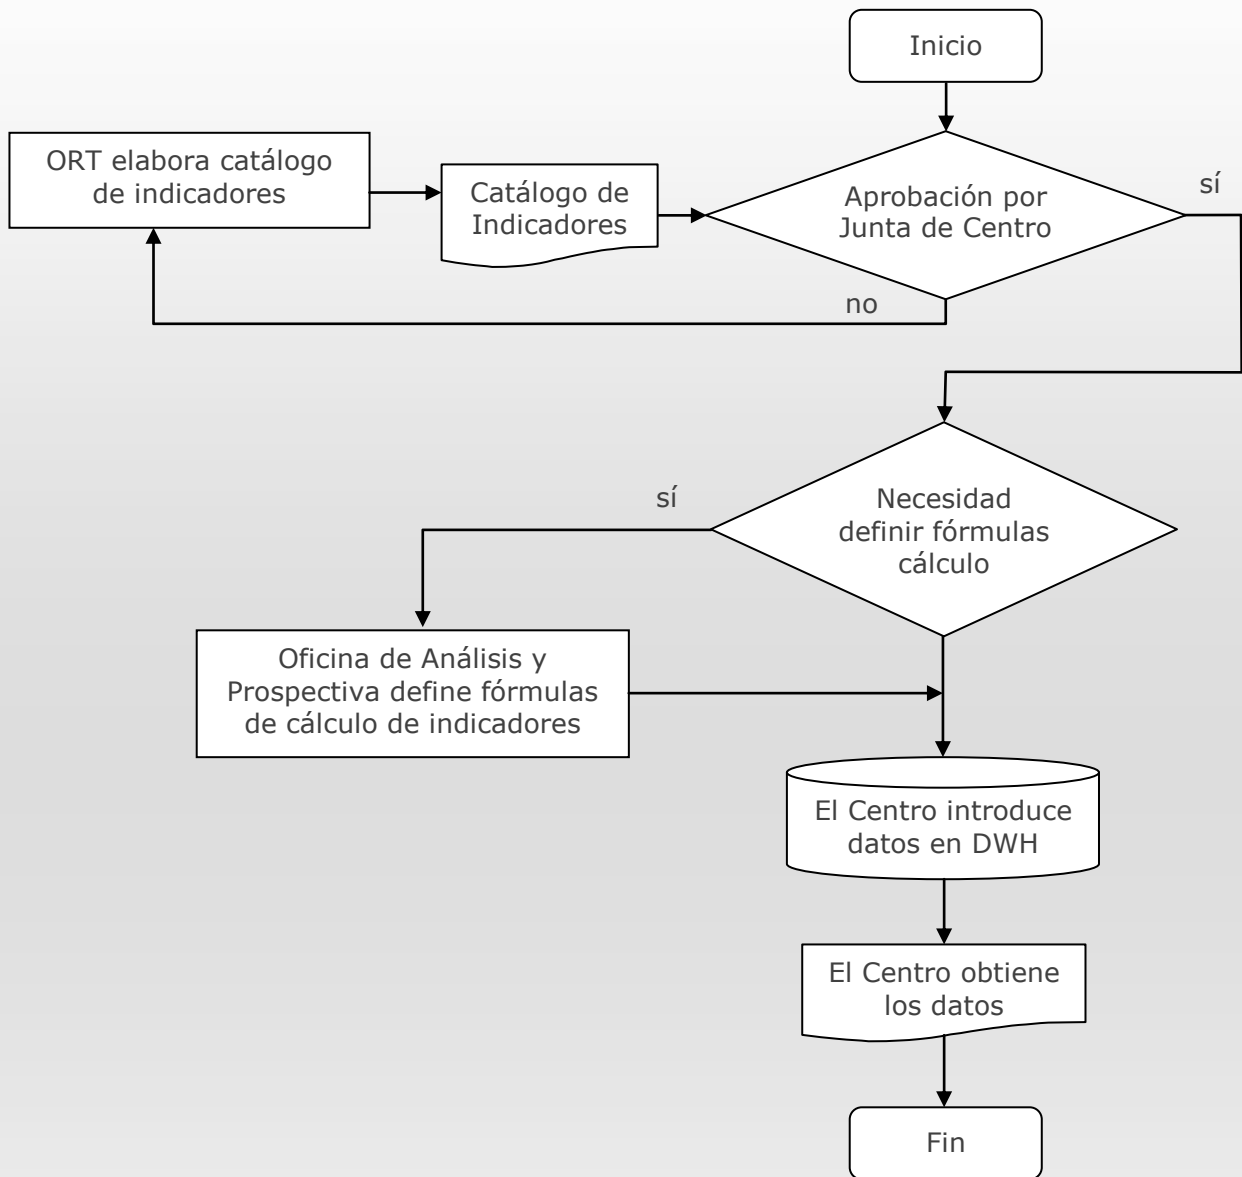 Inicio
ORT elabora catálogo
de indicadores
Catálogo de
Indicadores
Aprobación por
Junta de Centro
sí
no
Necesidad
definir fórmulas
cálculo
sí
Oficina de Análisis y
Prospectiva define fórmulas
de cálculo de indicadores
El Centro introduce
datos en DWH
El Centro obtiene
los datos
Fin